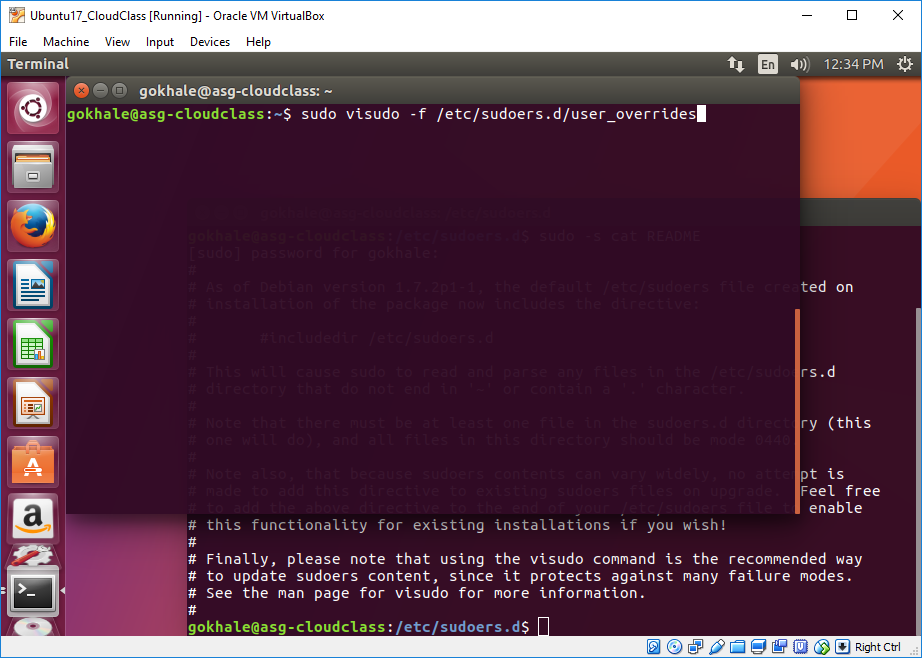 Ubuntu17_CloudClass [Running] - Oracle VM VirtualBox
File Machine View Input Devices Help
Terminal En 12:34 PM
gokhale@asg-cloudclass: ~
gokhale@asg-cloudclass:~$ sudo visudo -f /etc/sudoers.d/user_overrides
gokhale@asg-cloudclass:/etc/sudoers.d$ sudo -s cat README
[sudo] password for gokhale:
#
# As of Debian version 1.7.2p1-1, the default /etc/sudoers file created on
# installation of the package now includes the directive:
#
# #includedir /etc/sudoers.d
#
# This will cause sudo to read and parse any files in the /etc/sudoers.d
# directory that do not end in or contain a '.' character.
#
# Note that there must be at least one file in the sudoers.d directory (this
# one will do), and all files in this directory should be mode 0440.
#
# Note also, that because sudoers contents can vary widely, no attempt is
# made to add this directive to existing sudoers files on upgrade. Feel free
# to add the above directive to the end of your /etc/sudoers file to enable
# this functionality for existing installations if you wish!
#
# Finally, please note that using the visudo command is the recommended way
# to update sudoers content, since it protects against many failure modes.
# See the man page for visudo for more information.
#
gokhale@asg-cloudclass:/etc/sudoers.d$
Right Ctrl